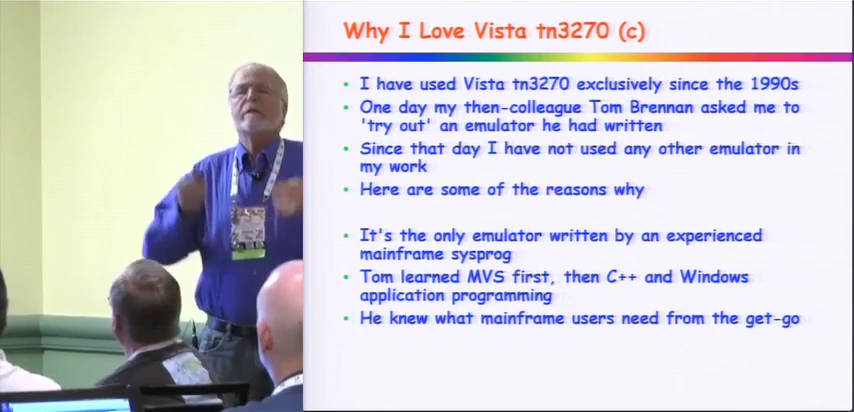 Why I Love Vista tn3270 (c)
I have used Vista tn3270 exclusively since the 1990s
One day my then-colleague Tom Brennan asked me to
'try out' an emulator he had written
Since that day I have not used any other emulator in
my work
Here are some of the reasons why
It's the only emulator written by an experienced
mainframe sysprog
Tom learned MVS first, then C++ and Windows
application programming
He knew what mainframe users need from the get-go